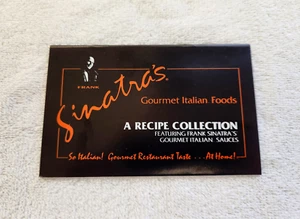 FRANK
Sinatra's
Gourmet Italian Foods
A RECIPE COLLECTION
FEATURING FRANK SINATRA'S
GOURMET ITALIAN SAUCES
So Italian! Gourmet Restaurant Taste . . . At Home!